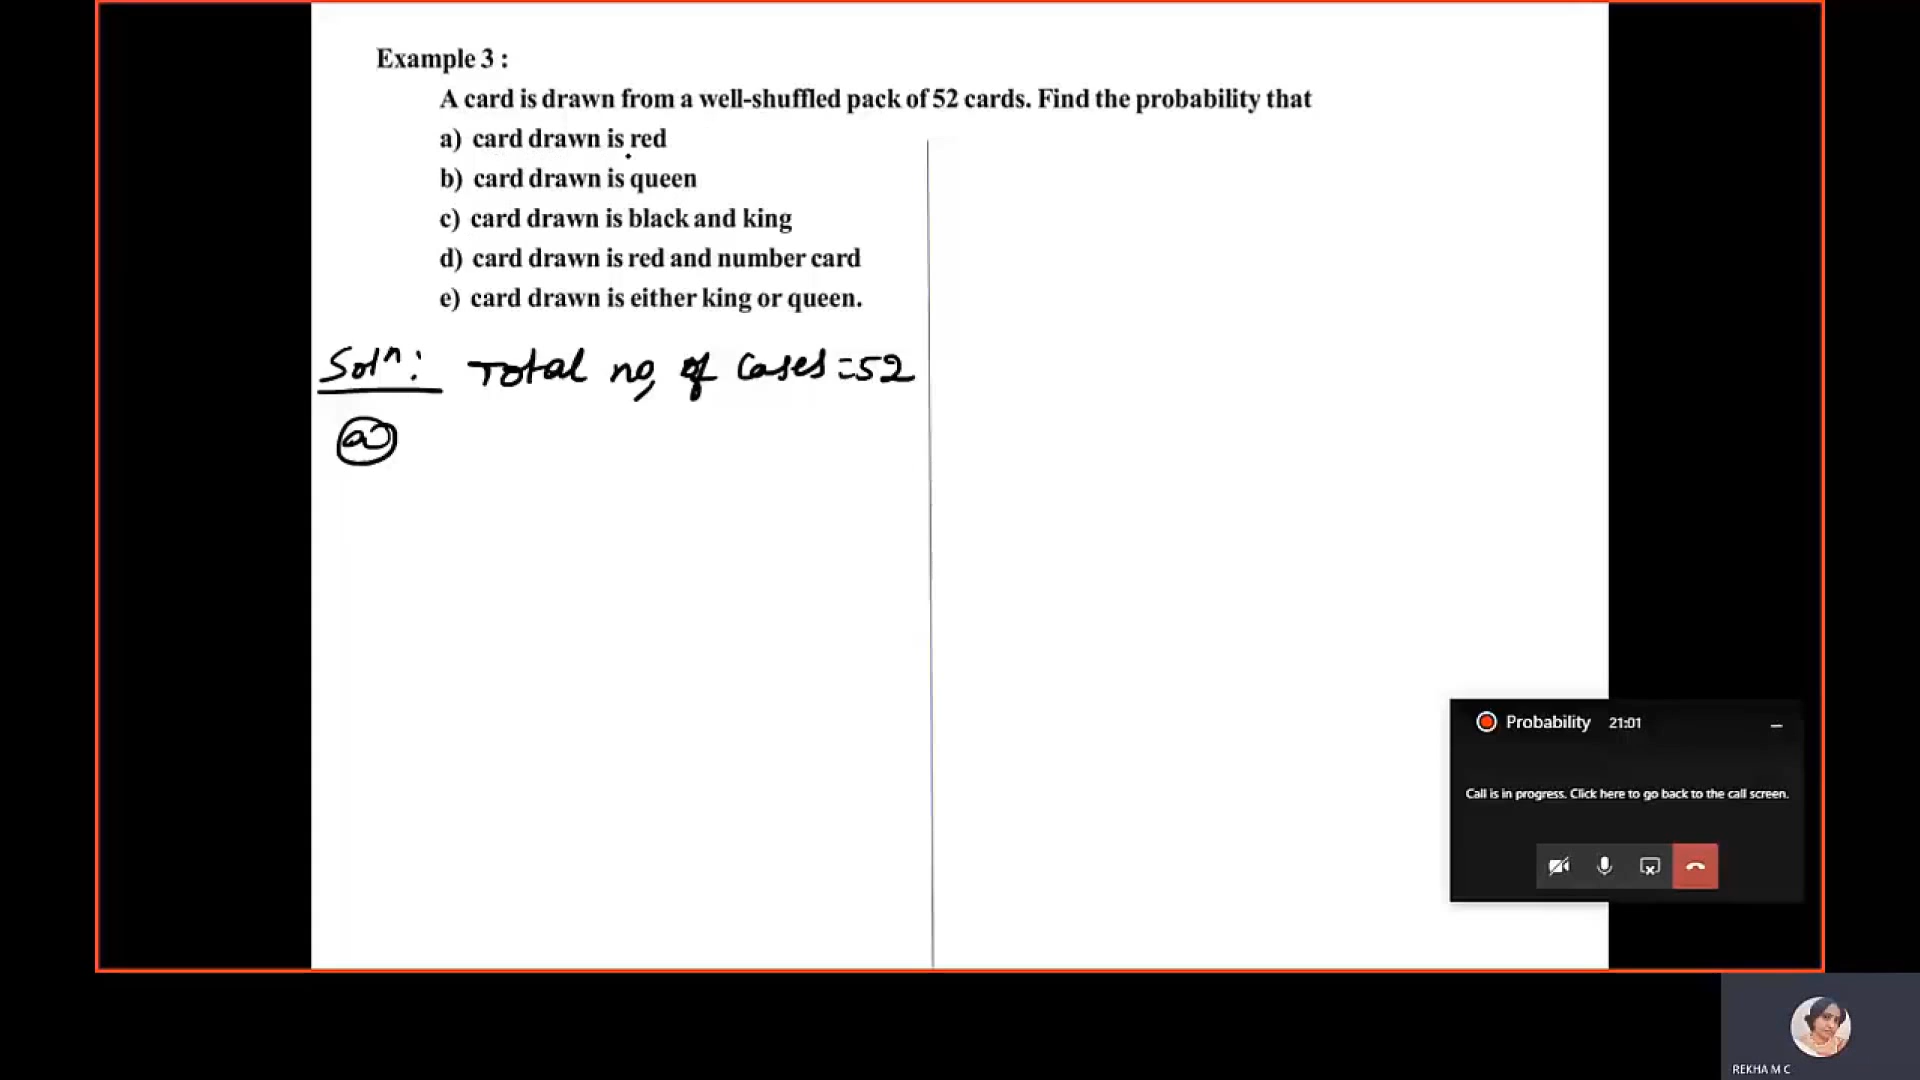 Example 3 :
A card is drawn from a well-shuffled pack of 52 cards. Find the probability that
a) card drawn is red
b) card drawn is queen
c) card drawn is black and king
d) card drawn is red and number card
e) card drawn is either king or queen.
Solⁿ: Total no, of Cases = 52
a
Probability 21:01
Call is in progress. Click here to go back to the call screen.
REKHA M C